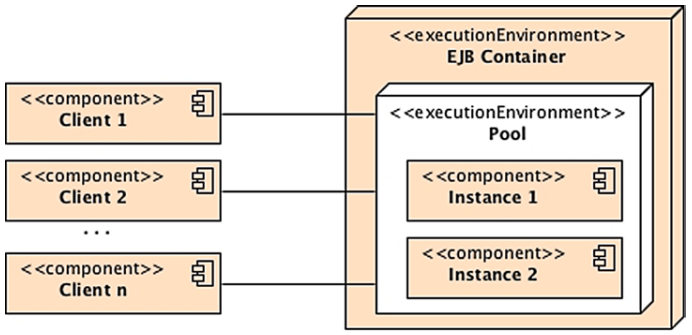 <<executionEnvironment>>
EJB Container
<<component>>
Client 1
<<executionEnvironment>>
Pool
<<component>>
Client 2
<<component>>
Instance 1
...
<<component>>
Client n
<<component>>
Instance 2